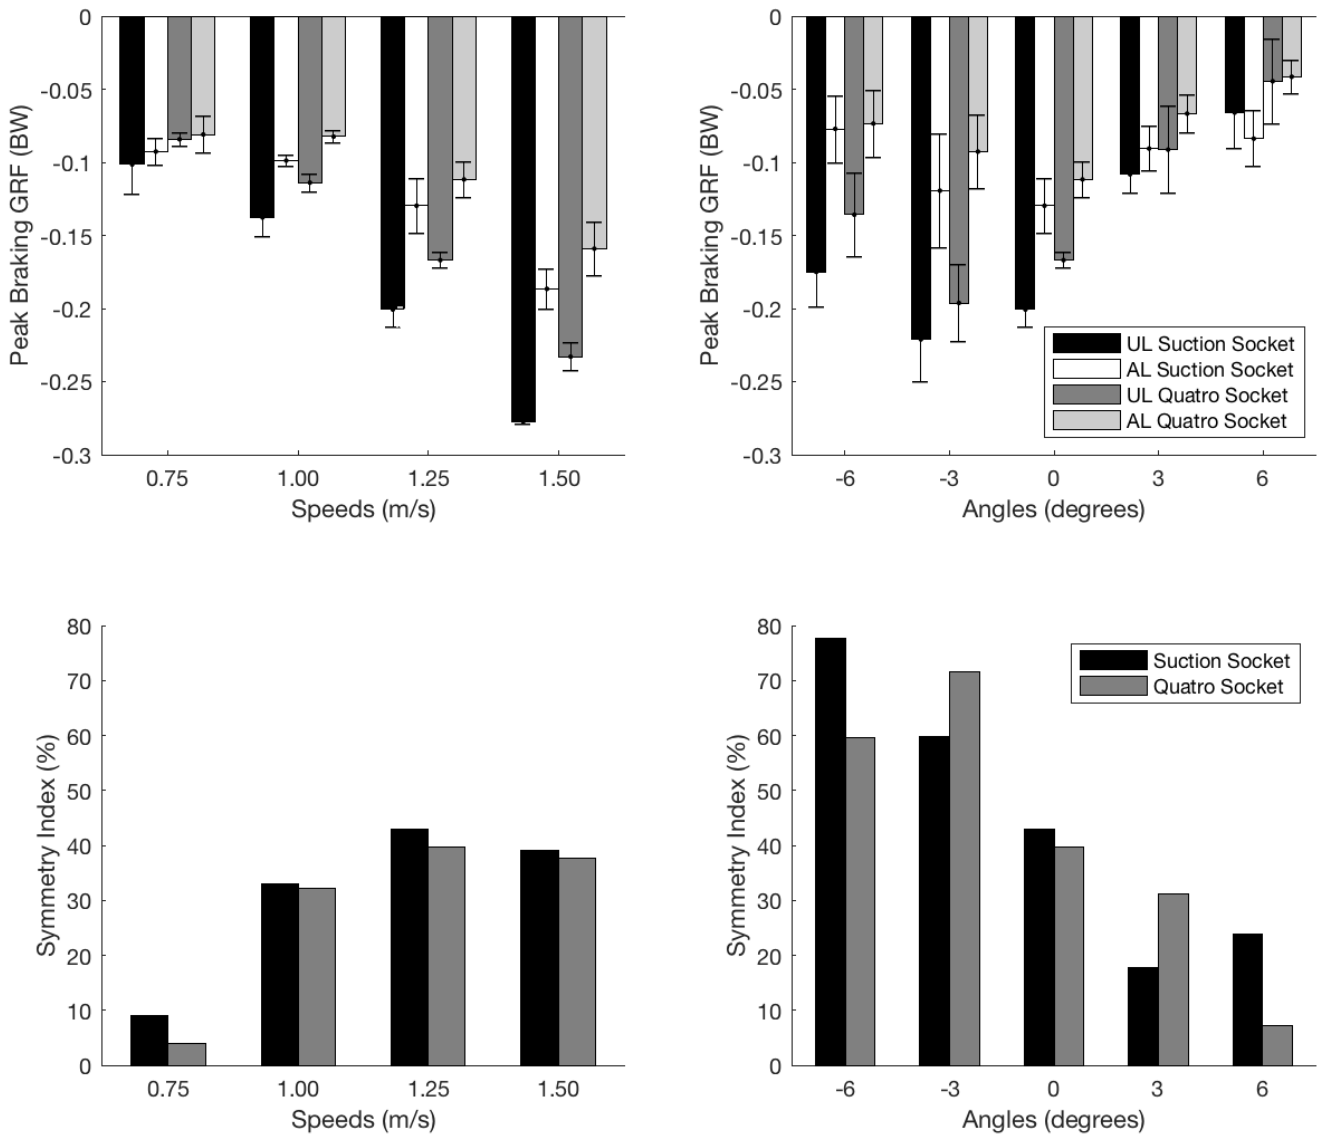 Peak Braking GRF (BW)
0
-0.05
-0.1
-0.15
-0.2
-0.25
-0.3
0.75 1.00 1.25 1.50
Speeds (m/s)
Peak Braking GRF (BW)
0
-0.05
-0.1
-0.15
-0.2
-0.25
-0.3
UL Suction Socket
AL Suction Socket
UL Quatro Socket
AL Quatro Socket
-6 -3 0 3 6
Angles (degrees)
Symmetry Index (%)
80
70
60
50
40
30
20
10
0
0.75 1.00 1.25 1.50
Speeds (m/s)
Symmetry Index (%)
80
70
60
50
40
30
20
10
0
Suction Socket
Quatro Socket
-6 -3 0 3 6
Angles (degrees)